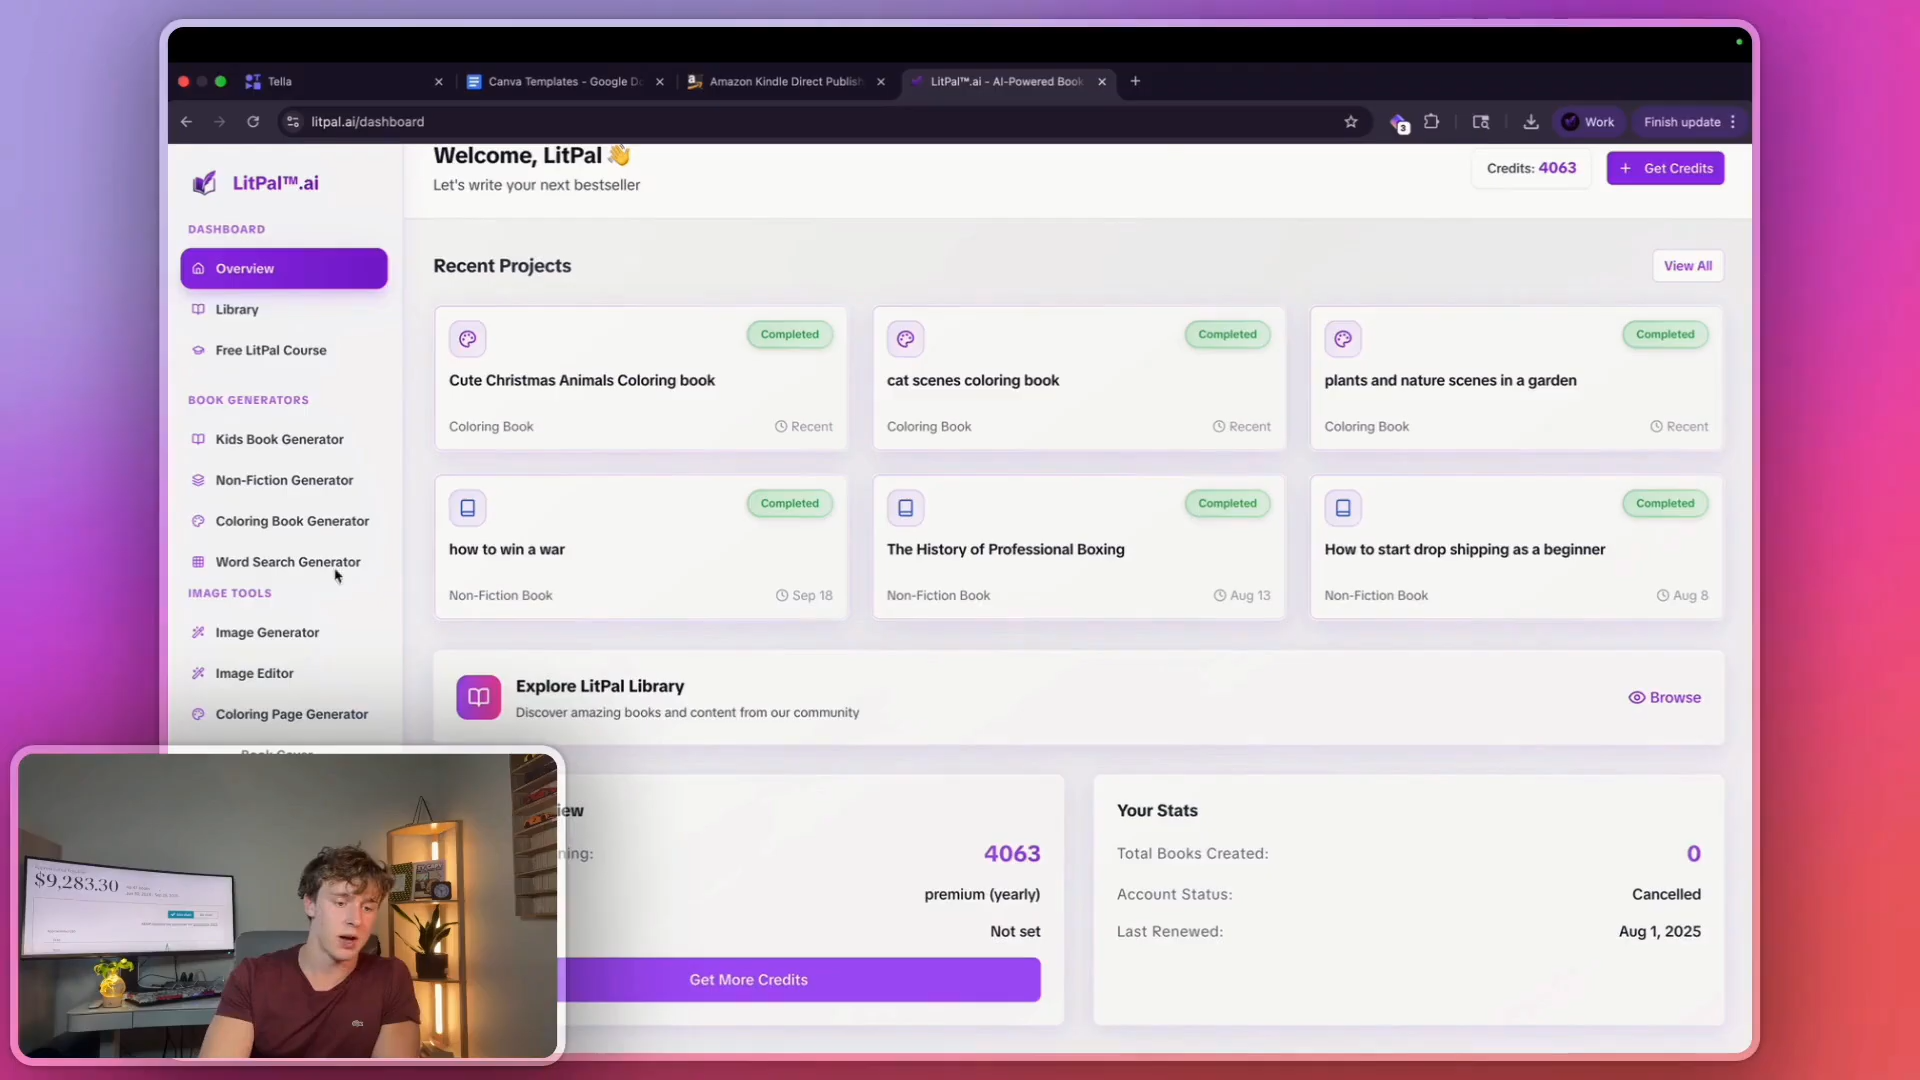 Tella
Canva Templates - Google Do
Amazon Kindle Direct Publish
LitPal™.ai - AI-Powered Book
litpal.ai/dashboard
3
Work
Finish update
LitPal™.ai
DASHBOARD
Overview
Library
Free LitPal Course
BOOK GENERATORS
Kids Book Generator
Non-Fiction Generator
Coloring Book Generator
Word Search Generator
IMAGE TOOLS
Image Generator
Image Editor
Coloring Page Generator
Welcome, LitPal 👋
Let's write your next bestseller
Credits: 4063
+ Get Credits
Recent Projects
View All
Completed
Cute Christmas Animals Coloring book
Coloring Book
Recent
Completed
cat scenes coloring book
Coloring Book
Recent
Completed
plants and nature scenes in a garden
Coloring Book
Recent
Completed
how to win a war
Non-Fiction Book
Sep 18
Completed
The History of Professional Boxing
Non-Fiction Book
Aug 13
Completed
How to start drop shipping as a beginner
Non-Fiction Book
Aug 8
Explore LitPal Library
Discover amazing books and content from our community
Browse
iew
ning:
4063
premium (yearly)
Not set
Get More Credits
Your Stats
Total Books Created:
0
Account Status:
Cancelled
Last Renewed:
Aug 1, 2025
$9,283.30